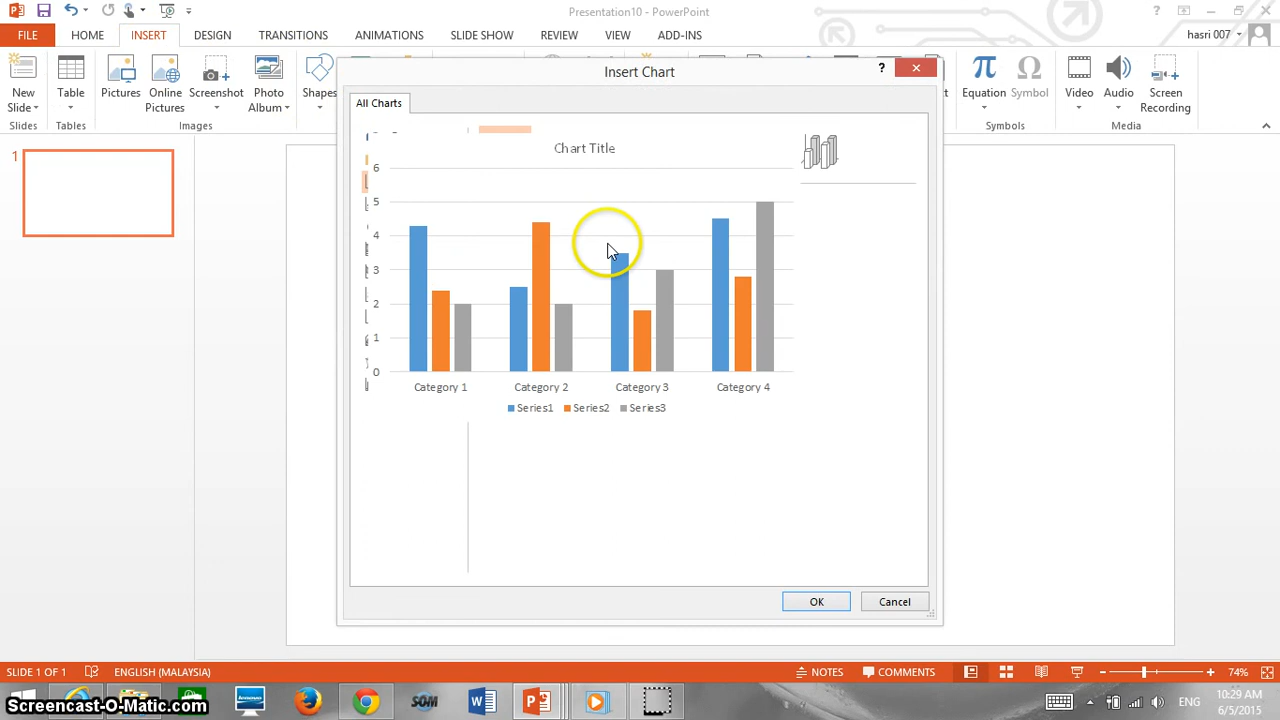 Presentation10 - PowerPoint
FILE HOME INSERT DESIGN TRANSITIONS ANIMATIONS SLIDE SHOW REVIEW VIEW ADD-INS hasri 007
New Slide
Table
Pictures
Online Pictures
Screenshot
Photo Album
Shapes
Equation
Symbol
Video
Audio
Screen Recording
Slides Tables Images Symbols Media
Insert Chart
All Charts
Chart Title
6
5
4
3
2
1
0
Category 1 Category 2 Category 3 Category 4
Series1 Series2 Series3
OK Cancel
1
SLIDE 1 OF 1 ENGLISH (MALAYSIA) NOTES COMMENTS 74%
SOM
ENG
10:29 AM
6/5/2015
Screencast-O-Matic.com